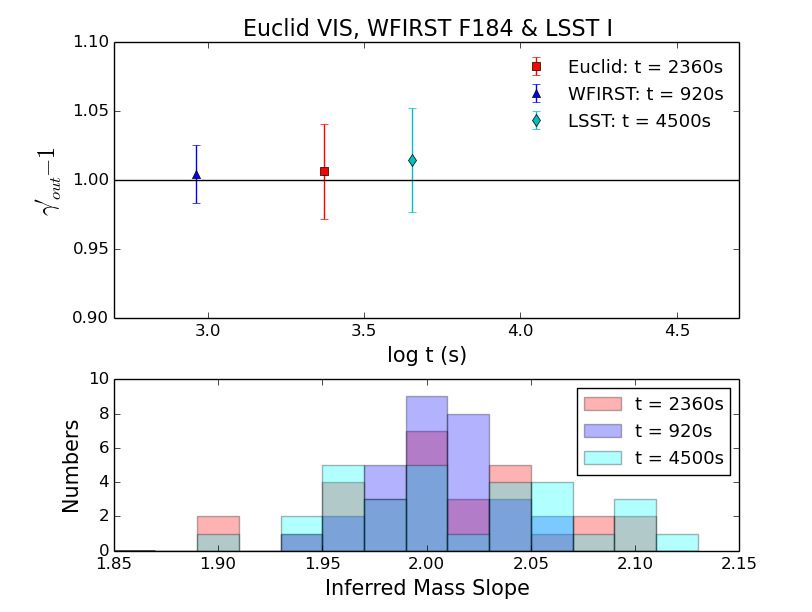 Euclid VIS, WFIRST F184 & LSST I
1.10
1.05
1.00
0.95
0.90
γ′out−1
Euclid: t = 2360s
WFIRST: t = 920s
LSST: t = 4500s
3.0 3.5 4.0 4.5
log t (s)
10
8
6
4
2
0
Numbers
t = 2360s
t = 920s
t = 4500s
1.85 1.90 1.95 2.00 2.05 2.10 2.15
Inferred Mass Slope